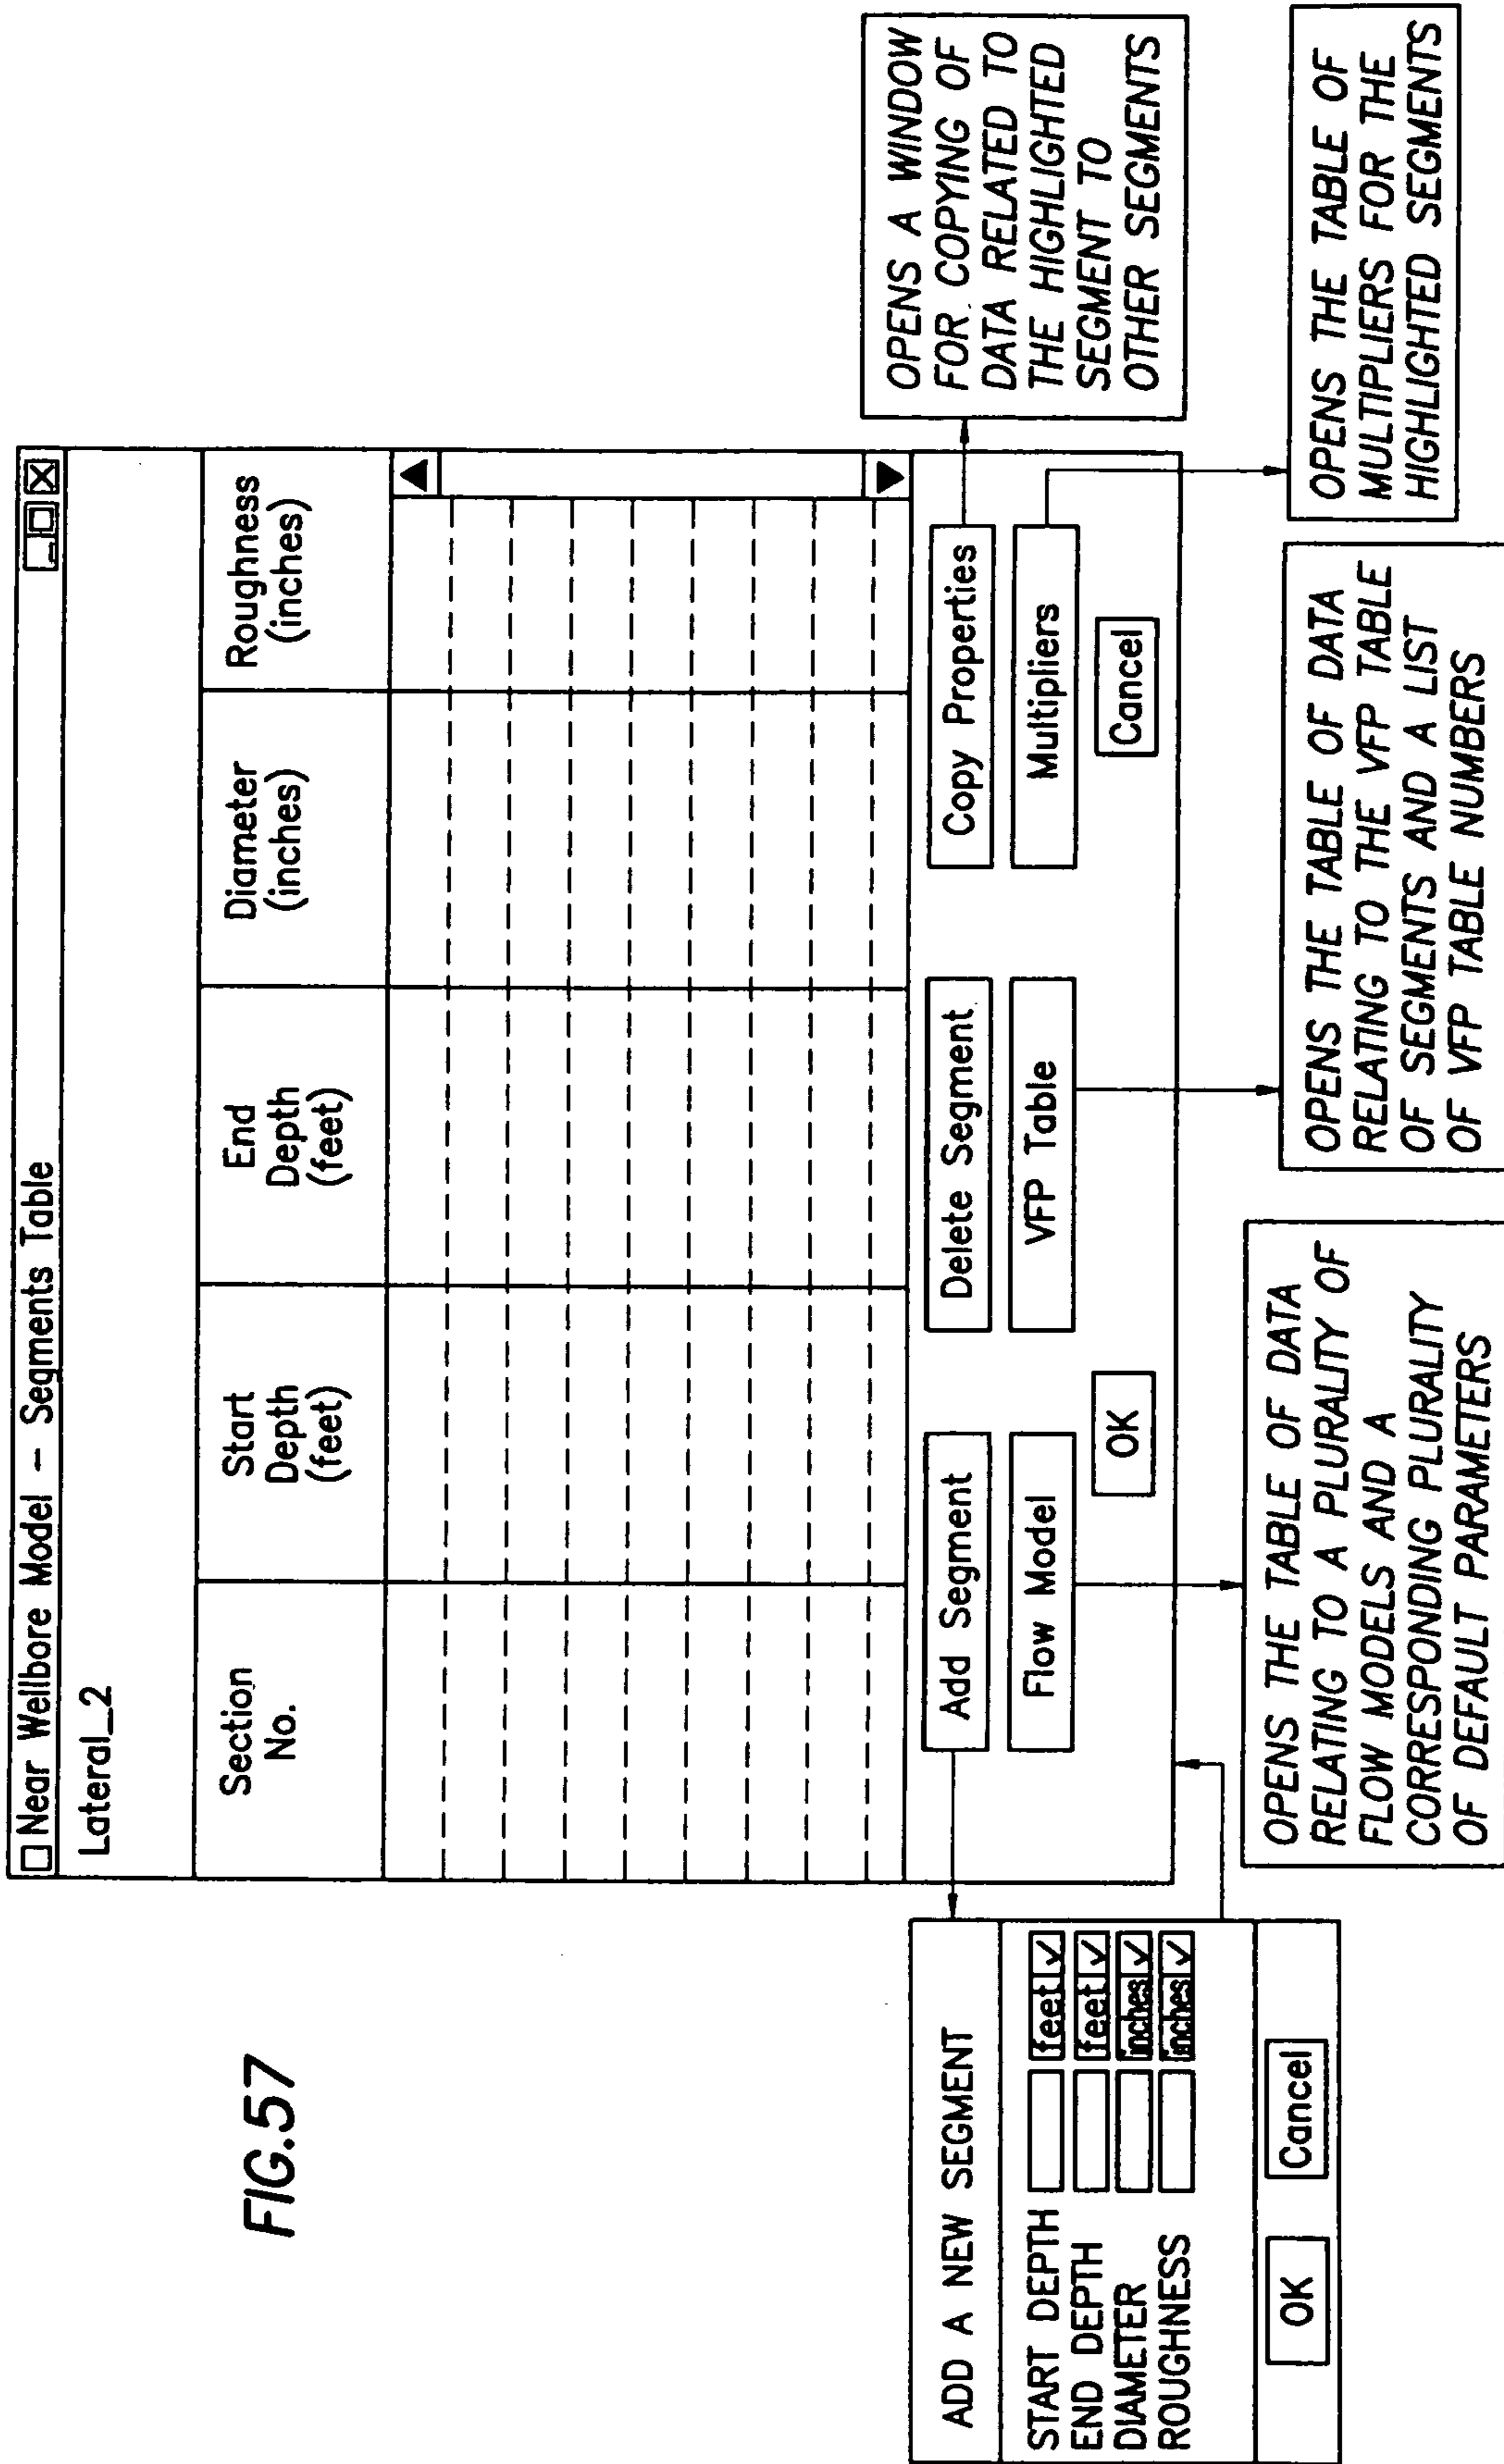 FIG.57
Near Wellbore Model – Segments Table
Lateral_2
Section
No.
Start
Depth
(feet)
End
Depth
(feet)
Diameter
(inches)
Roughness
(inches)
Add Segment
Delete Segment
Copy Properties
Flow Model
VFP Table
Multipliers
OK
Cancel
ADD A NEW SEGMENT
START DEPTH feet
END DEPTH feet
DIAMETER inches
ROUGHNESS inches
OK
Cancel
OPENS THE TABLE OF DATA
RELATING TO A PLURALITY OF
FLOW MODELS AND A
CORRESPONDING PLURALITY
OF DEFAULT PARAMETERS
OPENS THE TABLE OF DATA
RELATING TO THE VFP TABLE
OF SEGMENTS AND A LIST
OF VFP TABLE NUMBERS
OPENS A WINDOW
FOR COPYING OF
DATA RELATED TO
THE HIGHLIGHTED
SEGMENT TO
OTHER SEGMENTS
OPENS THE TABLE OF
MULTIPLIERS FOR THE
HIGHLIGHTED SEGMENTS